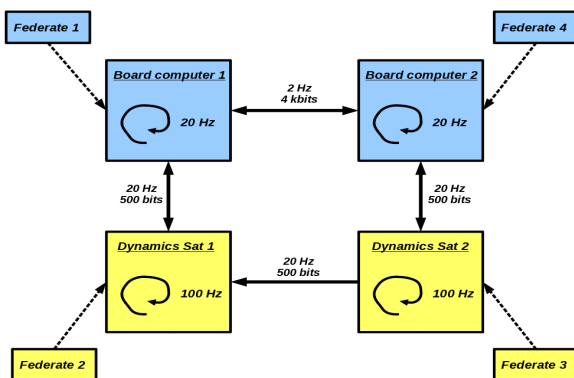 Federate 1
Federate 4
Board computer 1
20 Hz
2 Hz
4 kbits
Board computer 2
20 Hz
20 Hz
500 bits
20 Hz
500 bits
Dynamics Sat 1
100 Hz
20 Hz
500 bits
Dynamics Sat 2
100 Hz
Federate 2
Federate 3